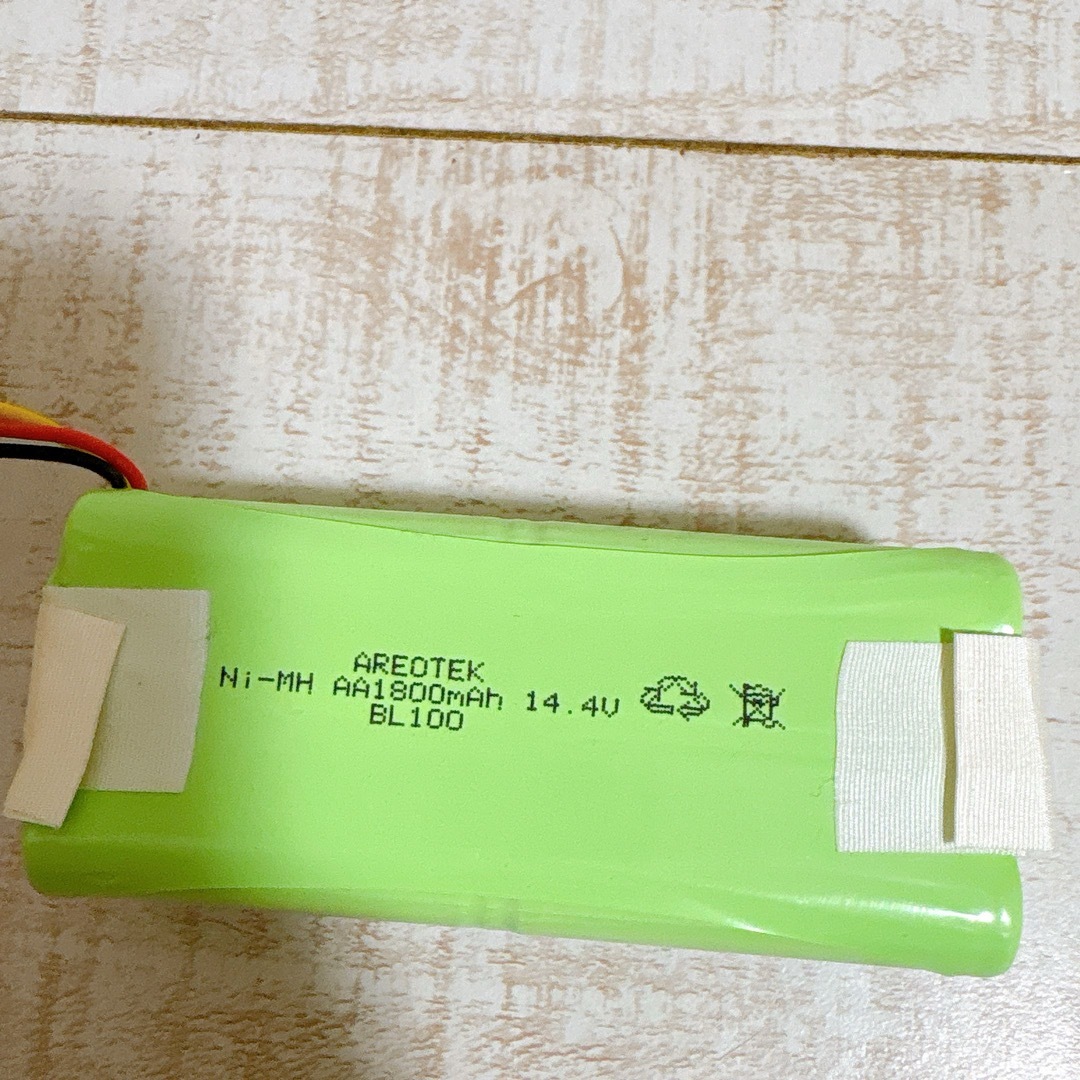 AREOTEK
Ni-MH AA1800mAh 14.4V
BL100